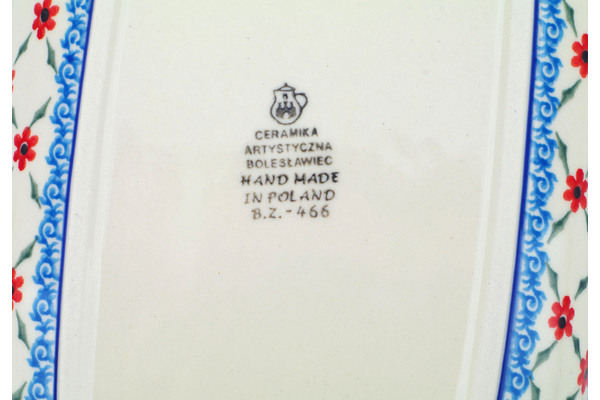 CERAMIKA
ARTYSTYCZNA
BOLESŁAWIEC
HAND MADE
IN POLAND
B.Z.-466